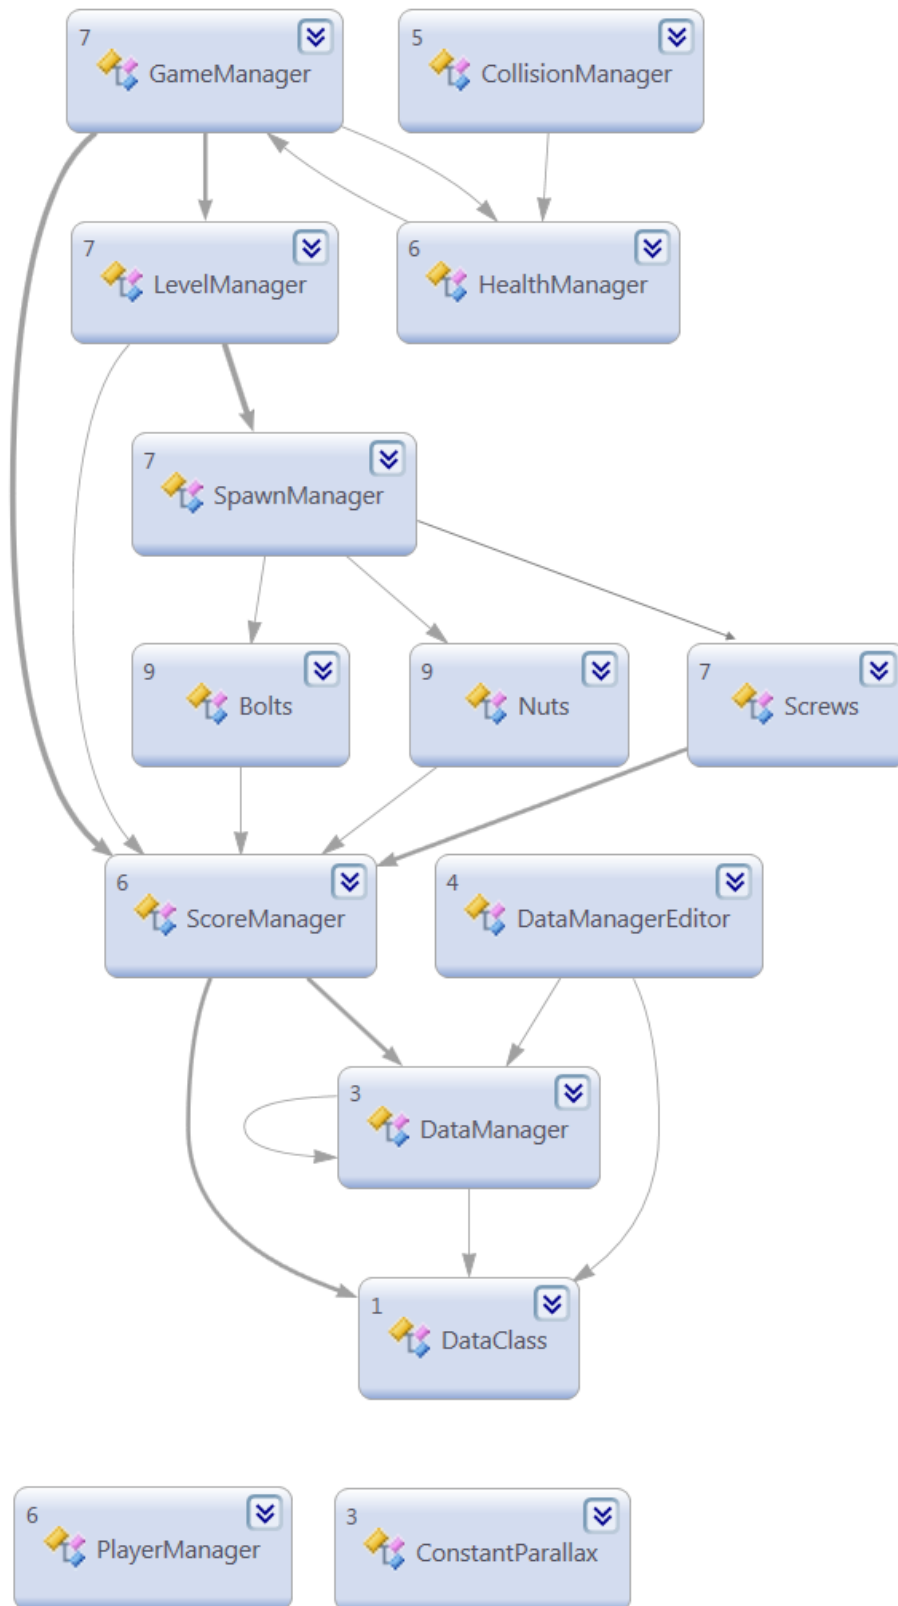 7
GameManager
5
CollisionManager
7
LevelManager
6
HealthManager
7
SpawnManager
9
Bolts
9
Nuts
7
Screws
6
ScoreManager
4
DataManagerEditor
3
DataManager
1
DataClass
6
PlayerManager
3
ConstantParallax